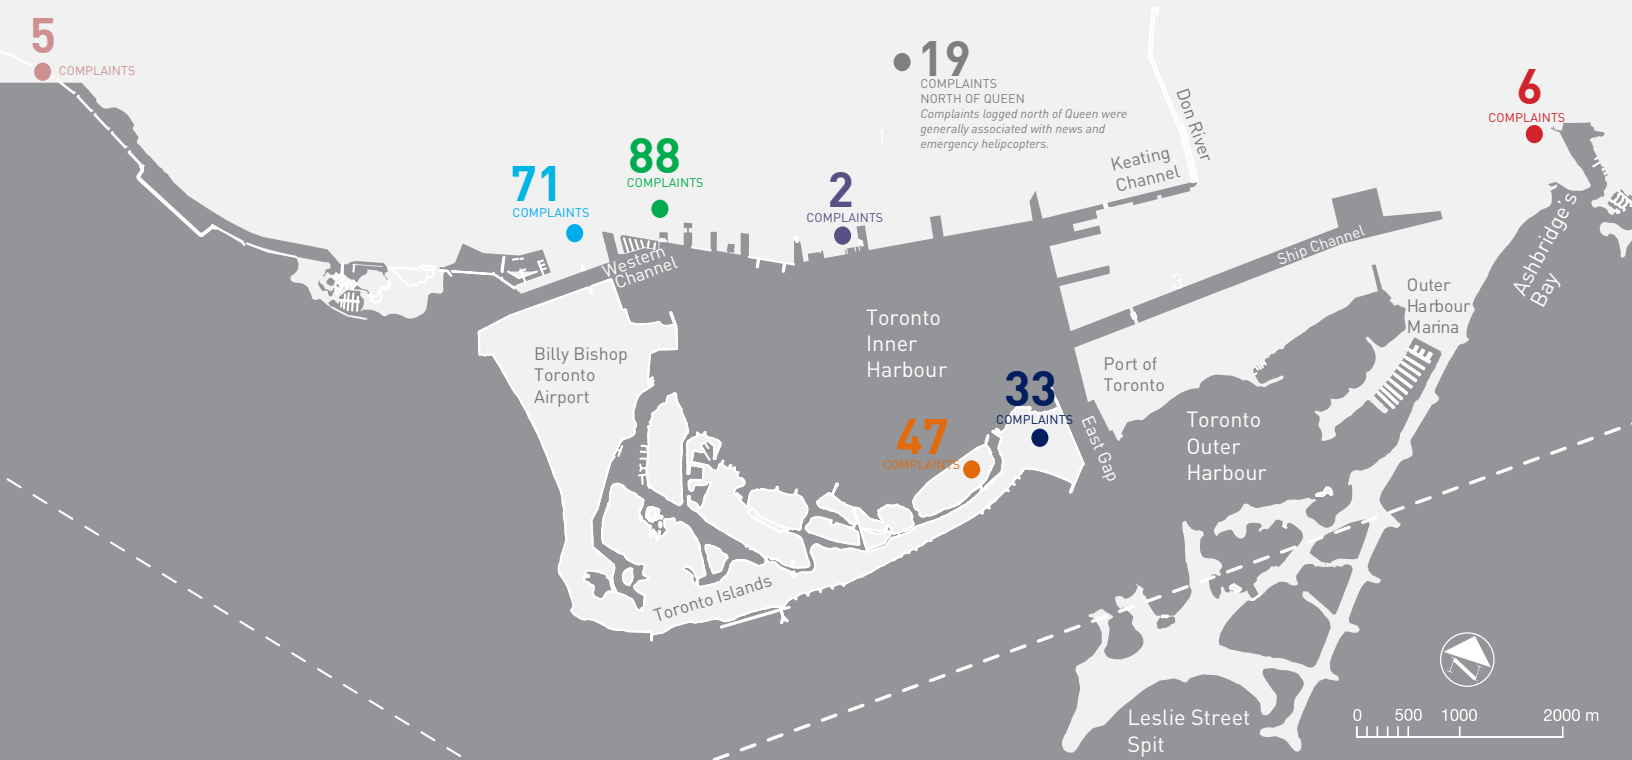 5
COMPLAINTS
19
COMPLAINTS
NORTH OF QUEEN
Complaints logged north of Queen were
generally associated with news and
emergency helipcopters.
1
Don River
6
COMPLAINTS
88
COMPLAINTS
71
COMPLAINTS
2
COMPLAINTS
Keating
Channel
Western
Channel
Ship Channel
3
Ashbridge's
Bay
Outer
Harbour
Marina
Toronto
Inner
Harbour
Billy Bishop
Toronto
Airport
Port of
Toronto
33
COMPLAINTS
47
COMPLAINTS
East Gap
Toronto
Outer
Harbour
Toronto Islands
Leslie Street
Spit
0 500 1000 2000 m